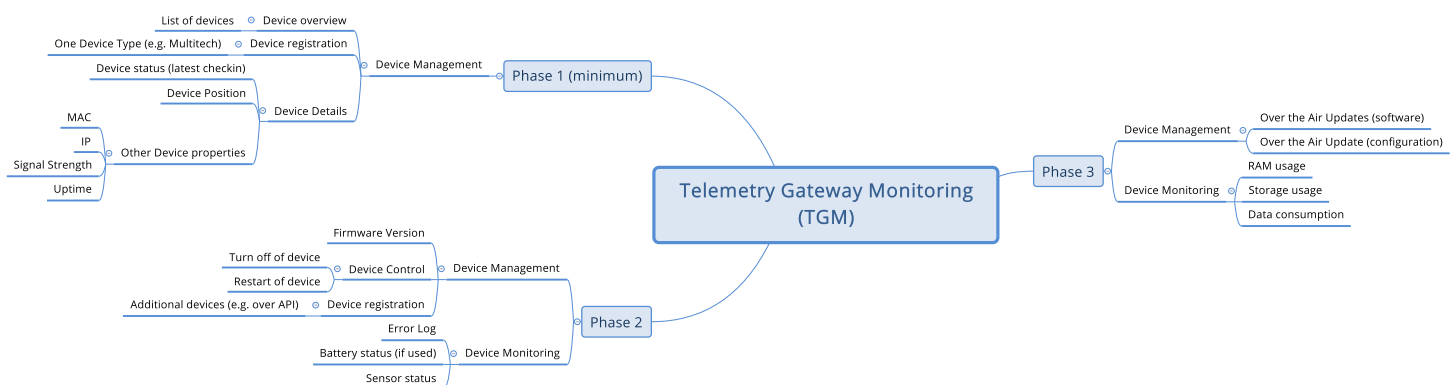 Telemetry Gateway Monitoring
(TGM)
Phase 1 (minimum)
Device Management
Device overview
List of devices
Device registration
One Device Type (e.g. Multitech)
Device Details
Device status (latest checkin)
Device Position
Other Device properties
MAC
IP
Signal Strength
Uptime
Phase 2
Device Management
Firmware Version
Device Control
Turn off of device
Restart of device
Device registration
Additional devices (e.g. over API)
Device Monitoring
Error Log
Battery status (if used)
Sensor status
Phase 3
Device Management
Over the Air Updates (software)
Over the Air Update (configuration)
Device Monitoring
RAM usage
Storage usage
Data consumption